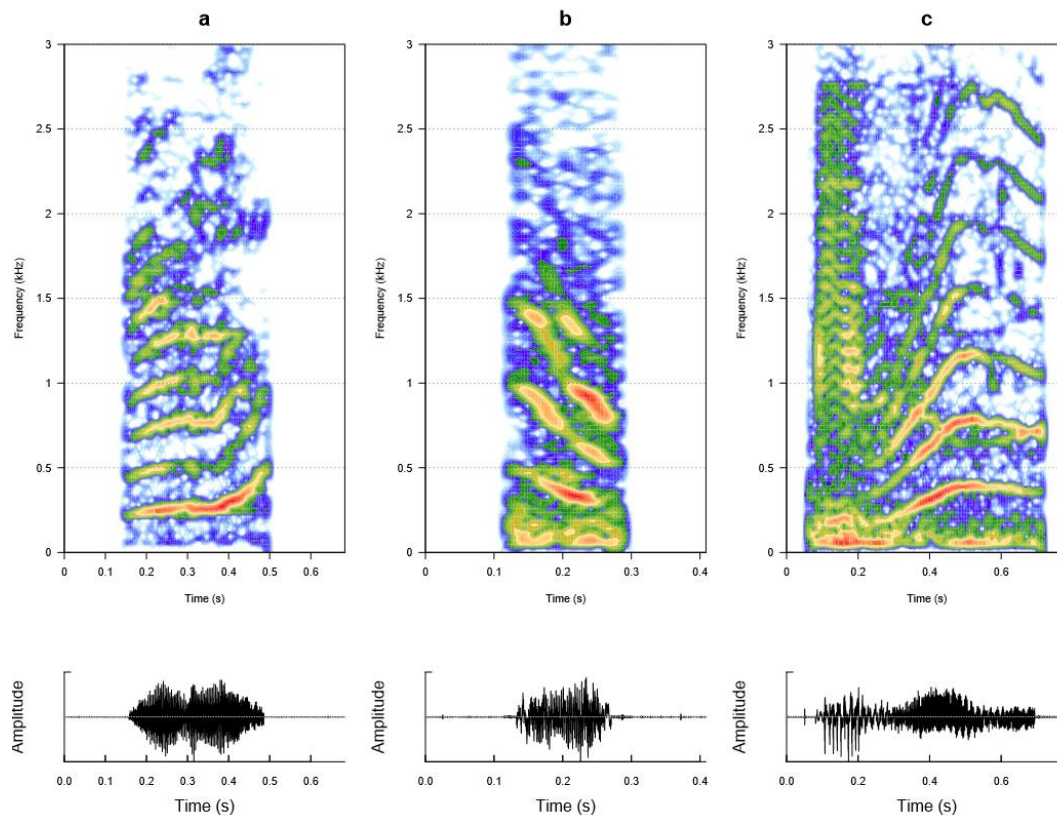 a
3
2.5
2
1.5
1
0.5
0
Frequency (kHz)
0 0.1 0.2 0.3 0.4 0.5 0.6
Time (s)
Amplitude
0.0 0.1 0.2 0.3 0.4 0.5 0.6
Time (s)
b
3
2.5
2
1.5
1
0.5
0
Frequency (kHz)
0 0.1 0.2 0.3 0.4
Time (s)
Amplitude
0.0 0.1 0.2 0.3 0.4
Time (s)
c
3
2.5
2
1.5
1
0.5
0
Frequency (kHz)
0 0.2 0.4 0.6
Time (s)
Amplitude
0.0 0.2 0.4 0.6
Time (s)